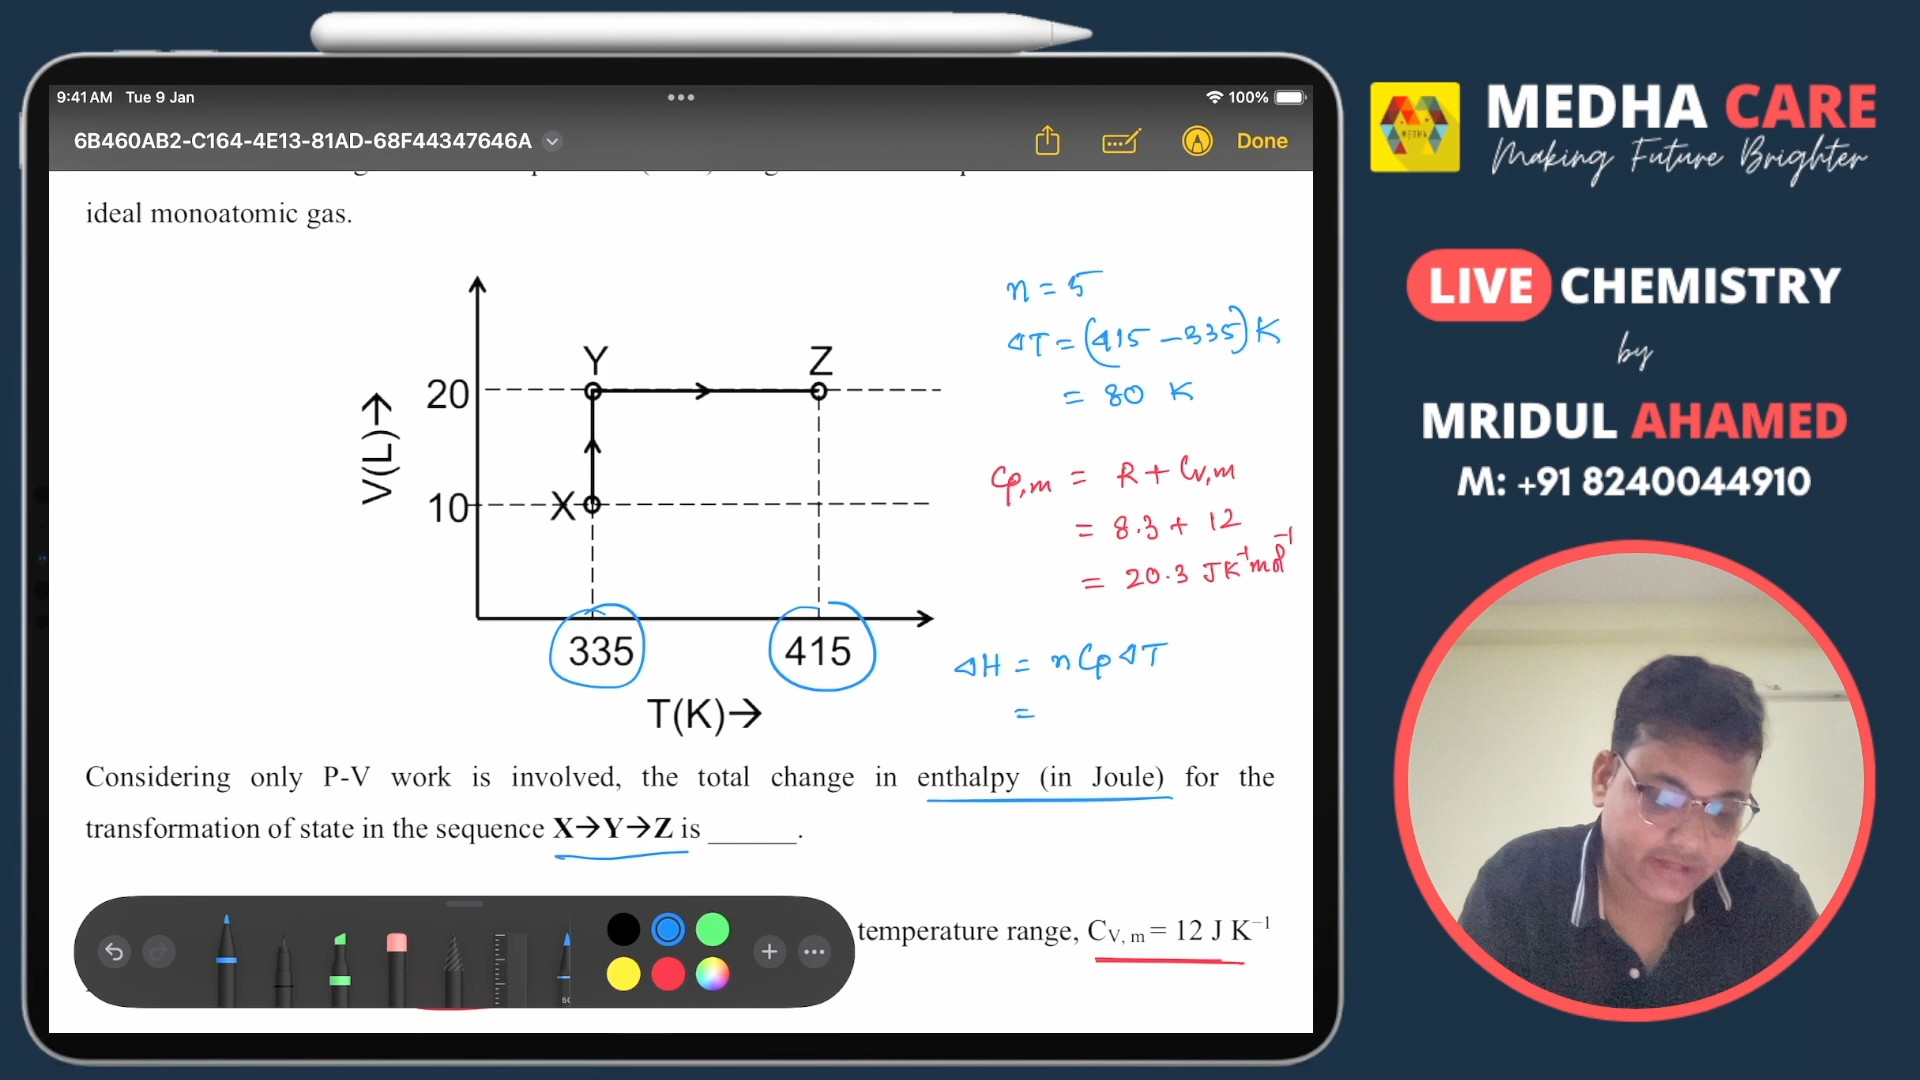 9:41 AM Tue 9 Jan
100%
6B460AB2-C164-4E13-81AD-68F44347646A
Done
ideal monoatomic gas.
V(L)→
20
10
X
Y
Z
335
415
T(K)→
n = 5
ΔT = (415 - 335) K
= 80 K
Cp,m = R + Cv,m
= 8.3 + 12
= 20.3 JK⁻¹mol⁻¹
ΔH = nCpΔT
=
Considering only P-V work is involved, the total change in enthalpy (in Joule) for the
transformation of state in the sequence X→Y→Z is ______.
temperature range, CV, m = 12 J K⁻¹
MEDHA CARE
Making Future Brighter
LIVE CHEMISTRY
by
MRIDUL AHAMED
M: +91 8240044910